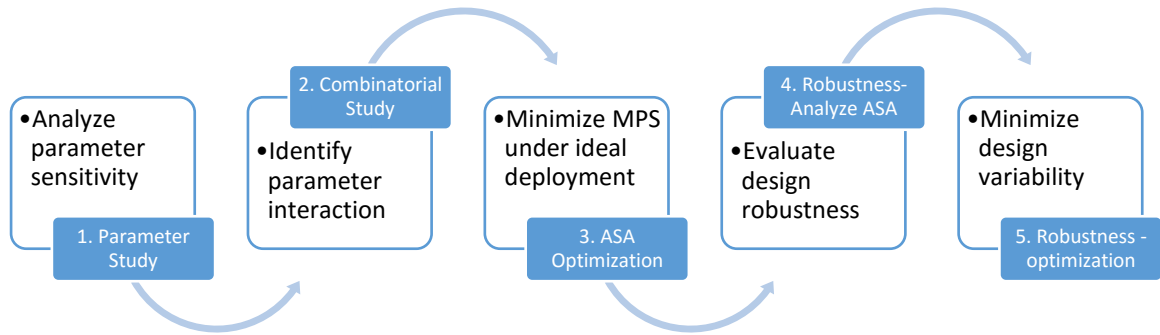 •Analyze
parameter
sensitivity
1. Parameter
Study
2. Combinatorial
Study
•Identify
parameter
interaction
•Minimize MPS
under ideal
deployment
3. ASA
Optimization
4. Robustness-
Analyze ASA
•Evaluate
design
robustness
•Minimize
design
variability
5. Robustness -
optimization